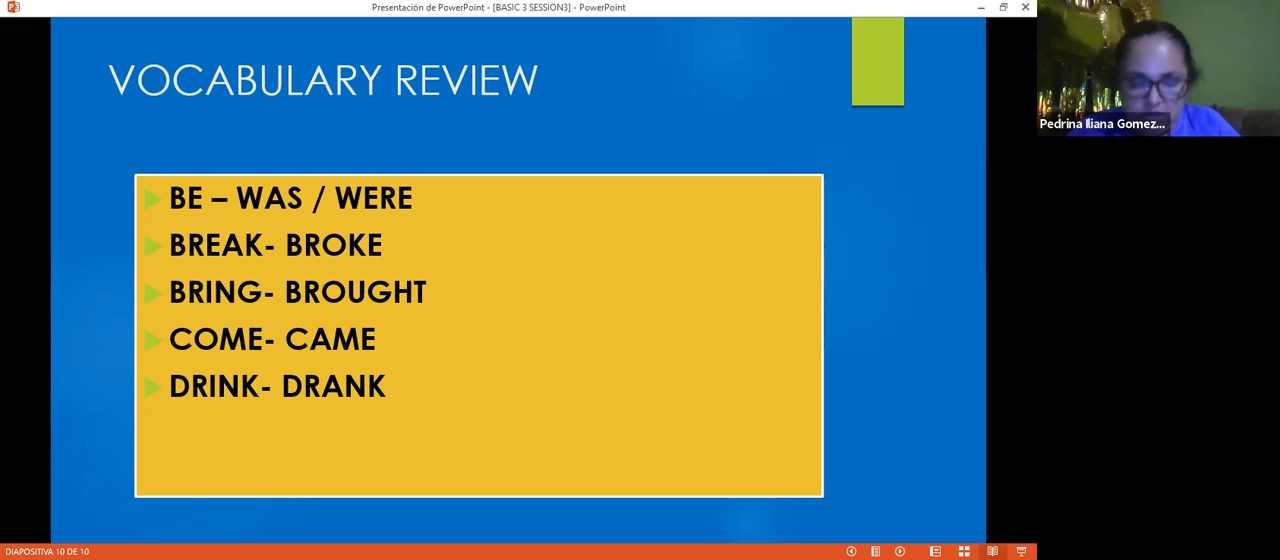 Presentación de PowerPoint - [BASIC 3 SESSION3] - PowerPoint
VOCABULARY REVIEW
BE – WAS / WERE
BREAK- BROKE
BRING- BROUGHT
COME- CAME
DRINK- DRANK
Pedrina Iliana Gomez...
DIAPOSITIVA 10 DE 10